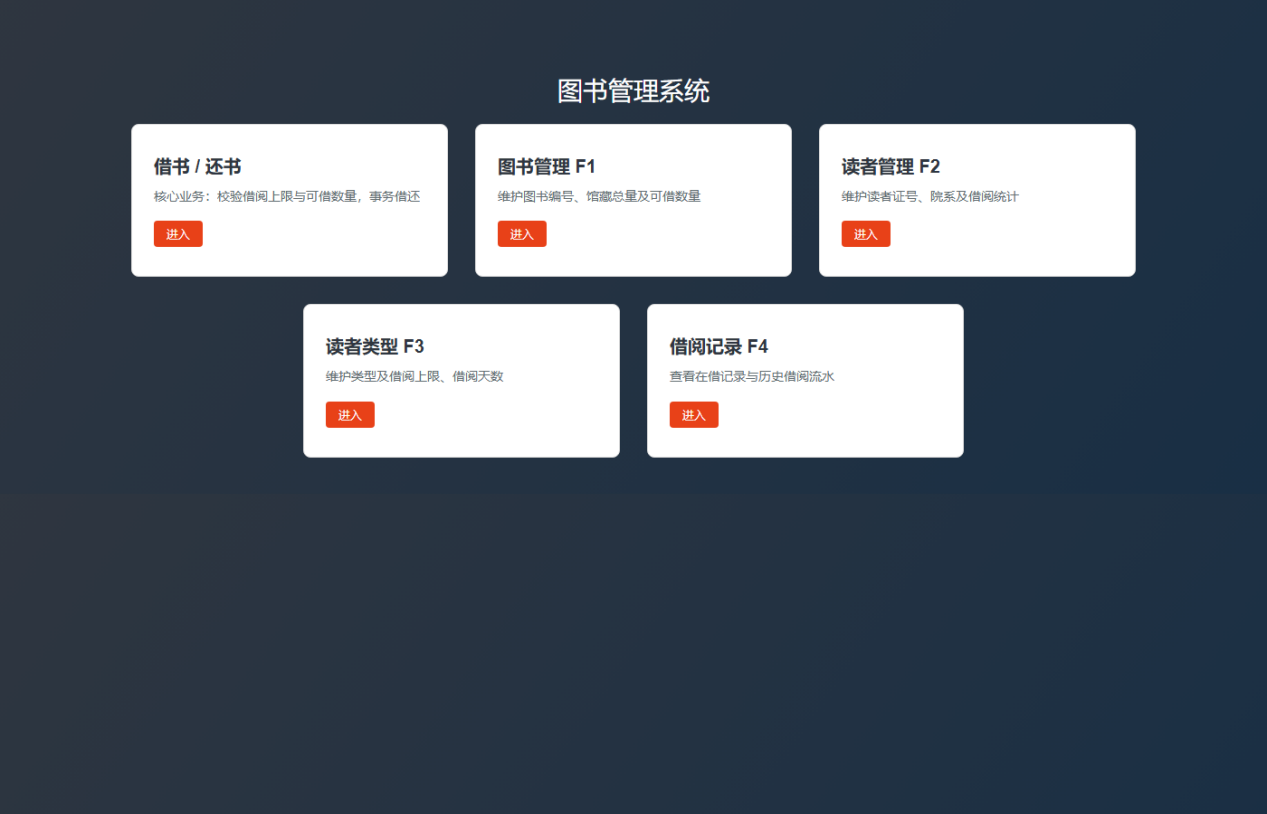 图书管理系统
借书 / 还书
核心业务：校验借阅上限与可借数量，事务借还
进入
图书管理 F1
维护图书编号、馆藏总量及可借数量
进入
读者管理 F2
维护读者证号、院系及借阅统计
进入
读者类型 F3
维护类型及借阅上限、借阅天数
进入
借阅记录 F4
查看在借记录与历史借阅流水
进入